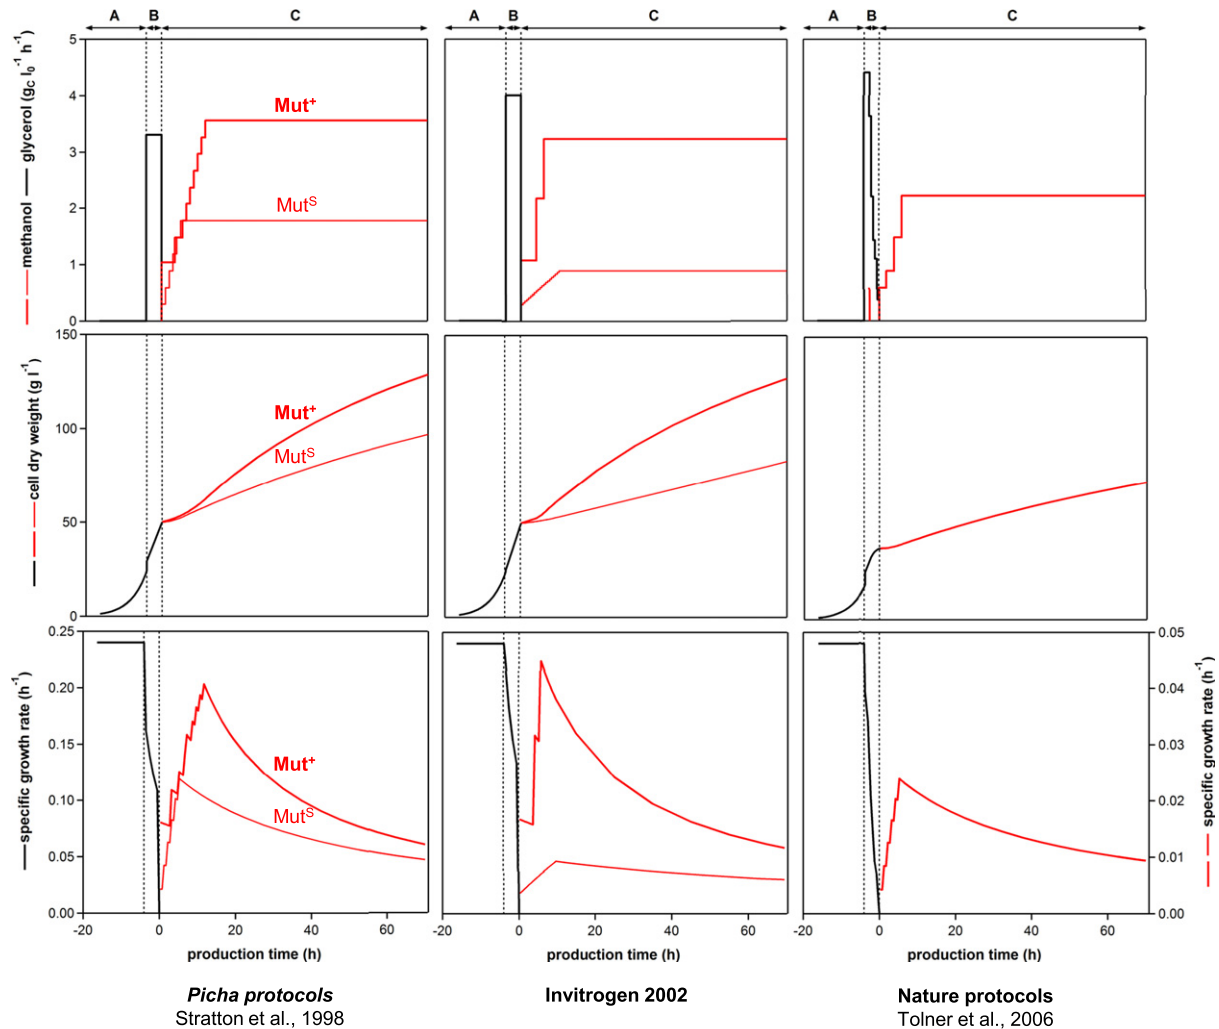 A B C A B C A B C
methanol glycerol (gC l0-1 h-1)
5
4
3
2
1
0
Mut+
MutS
cell dry weight (g l-1)
150
100
50
0
Mut+
MutS
specific growth rate (h-1)
0.25
0.20
0.15
0.10
0.05
0.00
Mut+
MutS
0.05
0.04
0.03
0.02
0.01
0.00
specific growth rate (h-1)
-20 0 20 40 60 -20 0 20 40 60 -20 0 20 40 60
production time (h) production time (h) production time (h)
Picha protocols Invitrogen 2002 Nature protocols
Stratton et al., 1998 Tolner et al., 2006